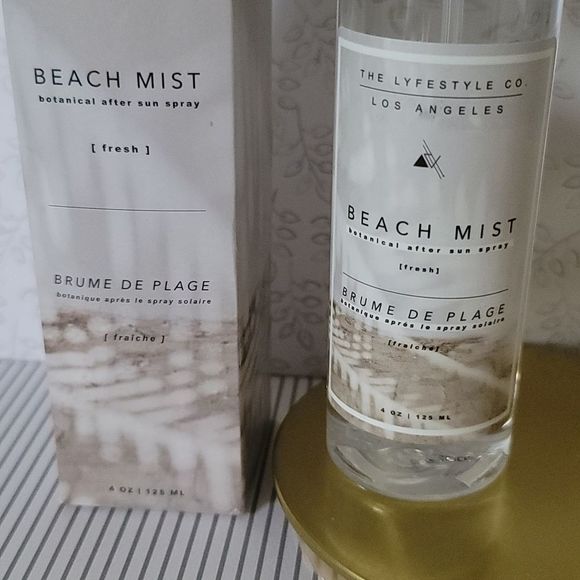 BEACH MIST
botanical after sun spray
[ fresh ]
BRUME DE PLAGE
botanique après le spray solaire
[ fraîche ]
4 OZ | 125 ML
THE LYFESTYLE CO.
LOS ANGELES
BEACH MIST
botanical after sun spray
[fresh]
BRUME DE PLAGE
botanique après le spray solaire
[fraîche]
4 OZ | 125 ML